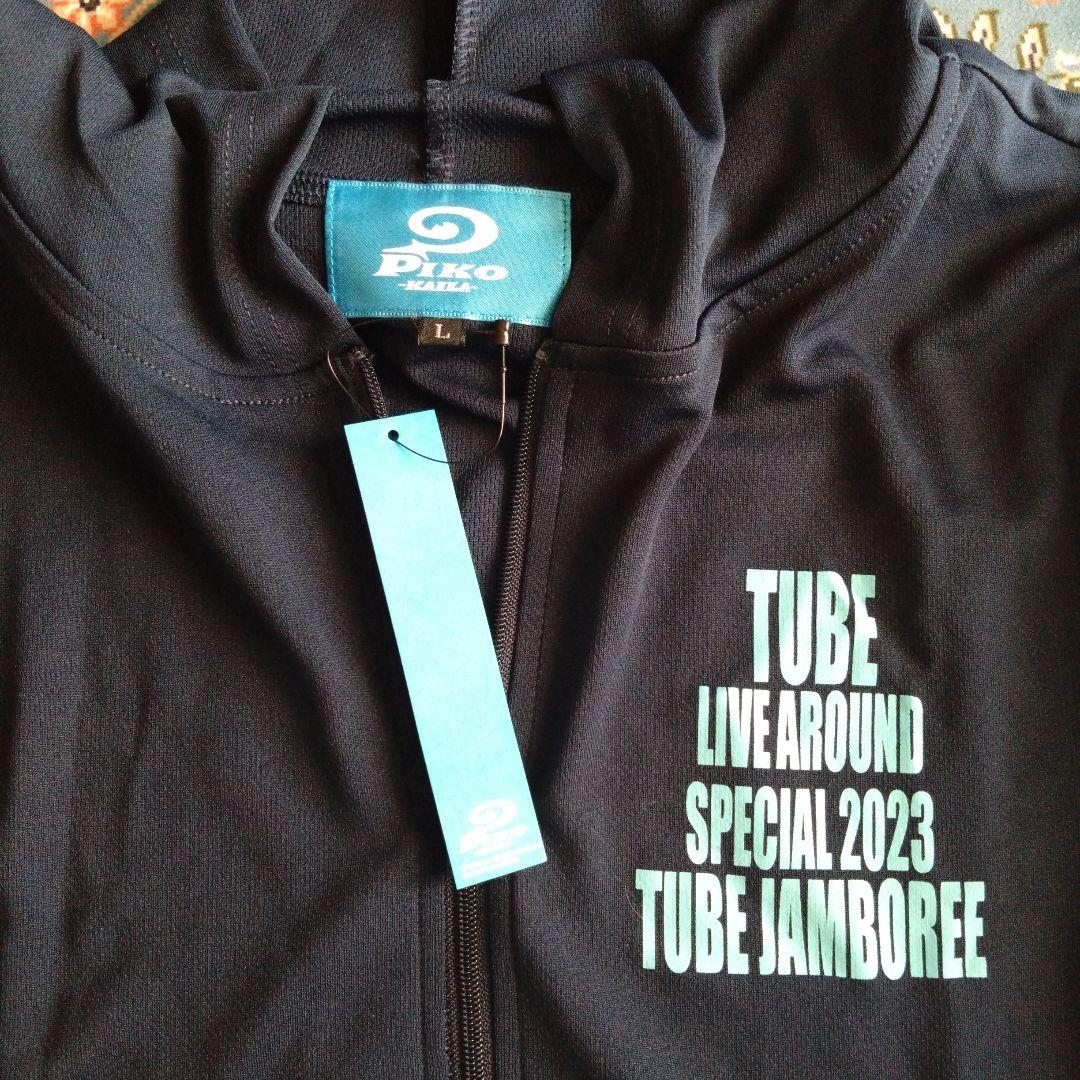 PIKO
-KAILA-
L
TUBE
LIVE AROUND
SPECIAL 2023
TUBE JAMBOREE